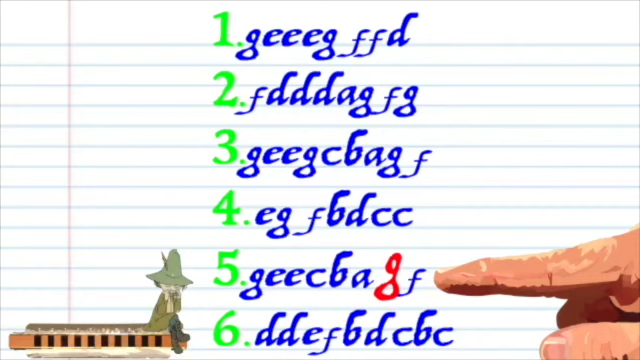 1.geeeg ffd
2.fdddag fg
3.geegcbag f
4.eg fbdcc
5.geecbagf
6.ddefbdcbc